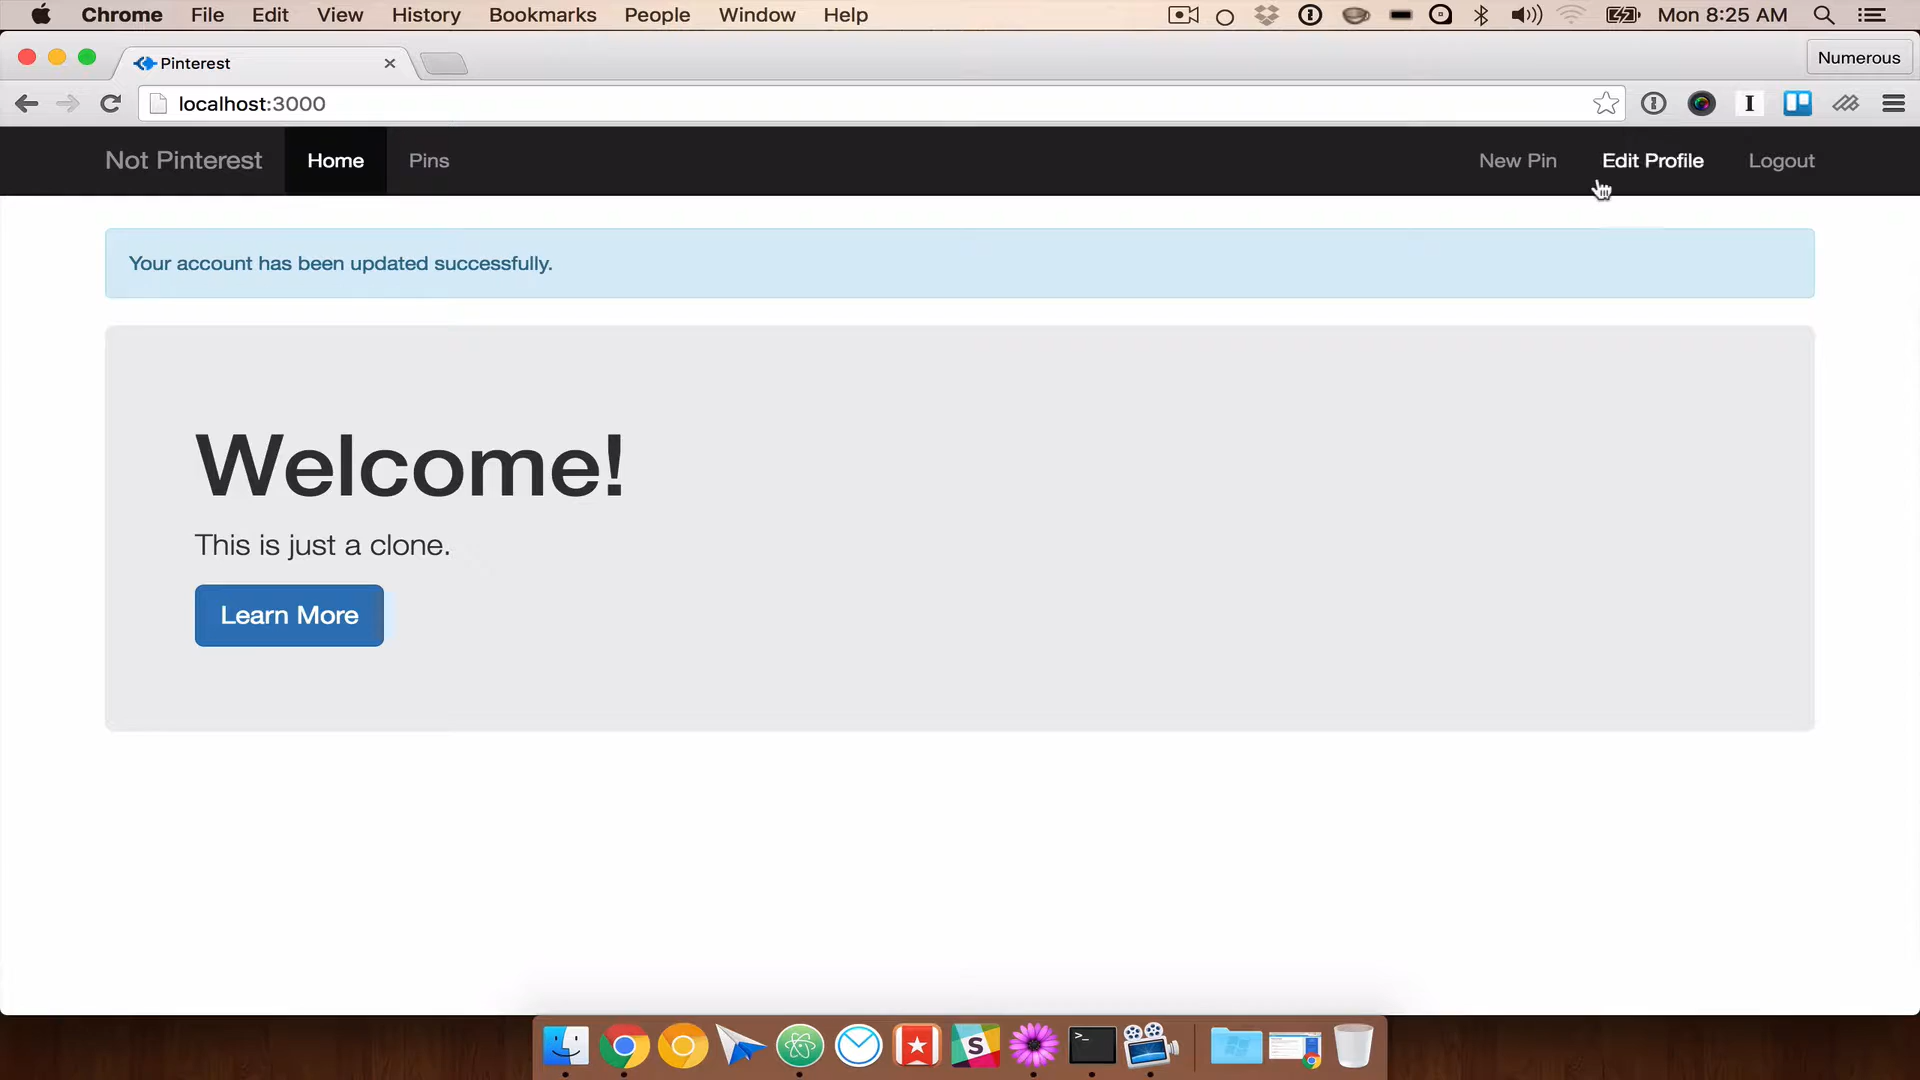 Chrome File Edit View History Bookmarks People Window Help Mon 8:25 AM
Pinterest
Numerous
localhost:3000
Not Pinterest Home Pins New Pin Edit Profile Logout
Your account has been updated successfully.
Welcome!
This is just a clone.
Learn More